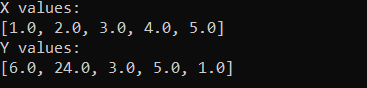 X values:
[1.0, 2.0, 3.0, 4.0, 5.0]
Y values:
[6.0, 24.0, 3.0, 5.0, 1.0]